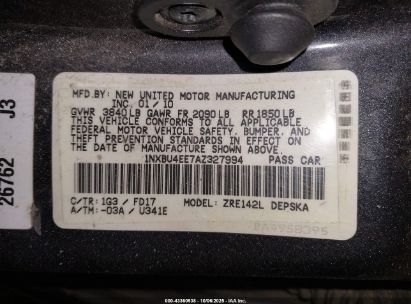 MFD.BY: NEW UNITED MOTOR MANUFACTURING
INC. 01/10
GVWR 3840LB GAWR FR 2090LB RR1850LB
THIS VEHICLE CONFORMS TO ALL APPLICABLE
FEDERAL MOTOR VEHICLE SAFETY, BUMPER, AND
THEFT PREVENTION STANDARDS IN EFFECT ON
THE DATE OF MANUFACTURE SHOWN ABOVE.
1NXBU4EE7AZ327994 PASS CAR
C/TR: 1G3 / FD17 MODEL: ZRE142L DEPSKA
A/TM: -03A / U341E
BA4958395
26762 J3